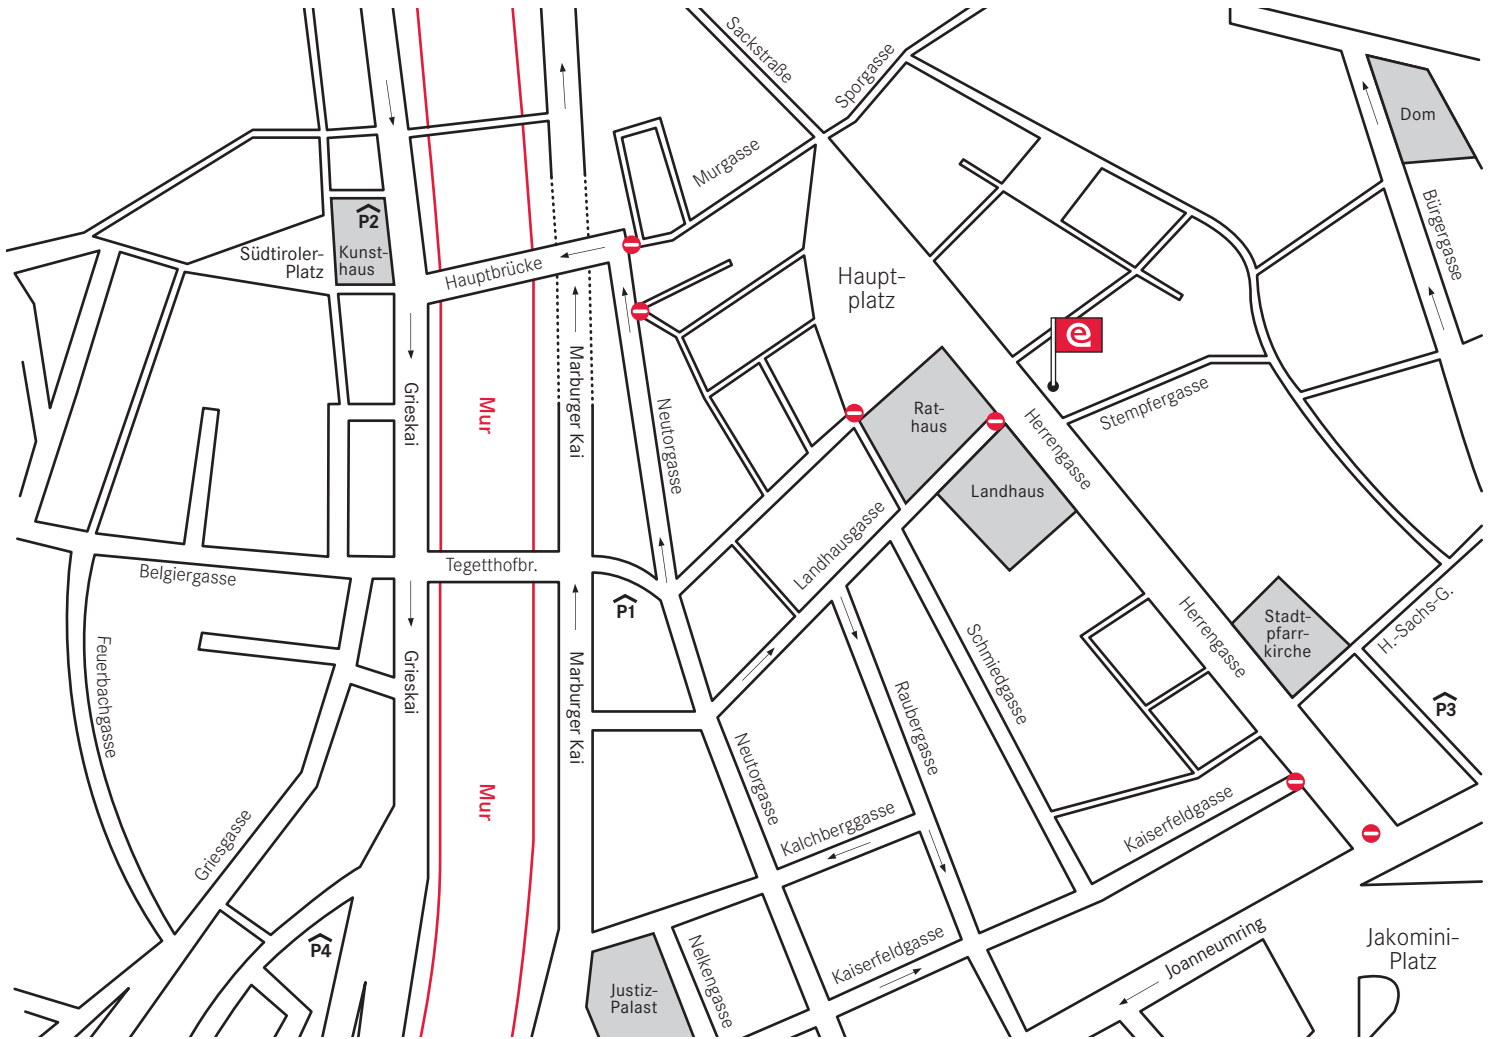 Sackstraße
Sporgasse
Dom
Murgasse
Bürgergasse
P2
Südtiroler-
Platz
Kunst-
haus
Hauptbrücke
Haupt-
platz
e
Marburger Kai
Grieskai
Mur
Neutorgasse
Rat-
haus
Herrengasse
Stempfergasse
Landhaus
Landhausgasse
Belgiergasse
Tegetthofbr.
P1
Herrengasse
Stadt-
pfarr-
kirche
H.-Sachs-G.
Feuerbachgasse
Grieskai
Marburger Kai
Schmiedgasse
Raubergasse
P3
Neutorgasse
Mur
Griesgasse
Kalchberggasse
Kaiserfeldgasse
P4
Nelkengasse
Kaiserfeldgasse
Joanneumring
Jakomini-
Platz
Justiz-
Palast